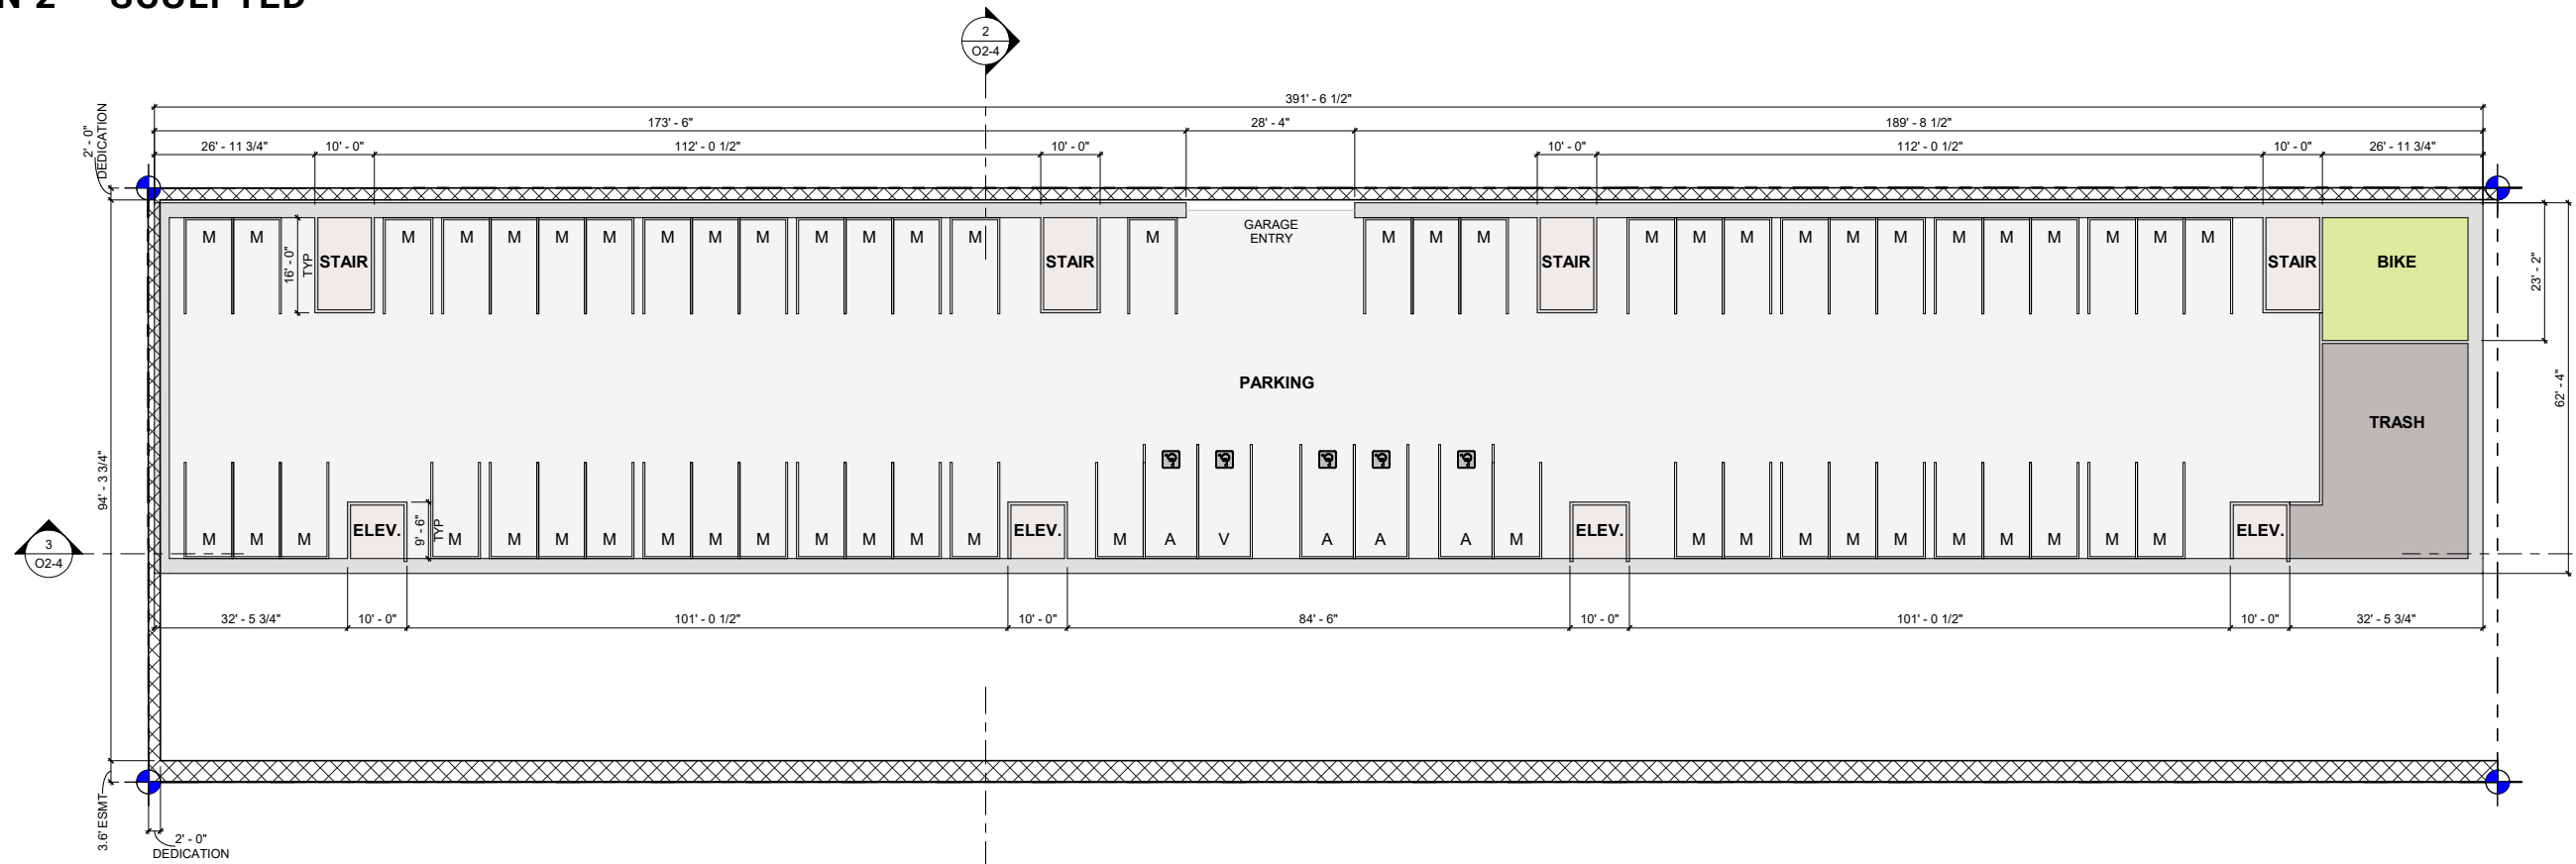 2
O2-4
391' - 6 1/2"
173' - 6"
28' - 4"
189' - 8 1/2"
26' - 11 3/4"
10' - 0"
112' - 0 1/2"
10' - 0"
10' - 0"
112' - 0 1/2"
10' - 0"
26' - 11 3/4"
2' - 0"
DEDICATION
GARAGE
ENTRY
M M M M M M M M M M M M M M M M M M M M M M M M M M M M M M
16' - 0"
TYP
STAIR
STAIR
STAIR
STAIR
BIKE
23' - 2"
PARKING
62' - 4"
TRASH
94' - 3 3/4"
3
O2-4
ELEV.
ELEV.
ELEV.
ELEV.
9' - 6"
TYP
M M M M M M M M M M M M M M M M A V A A A M M M M M M M M M M M
32' - 5 3/4"
10' - 0"
101' - 0 1/2"
10' - 0"
84' - 6"
10' - 0"
101' - 0 1/2"
10' - 0"
32' - 5 3/4"
3.6' ESMT
2' - 0"
DEDICATION